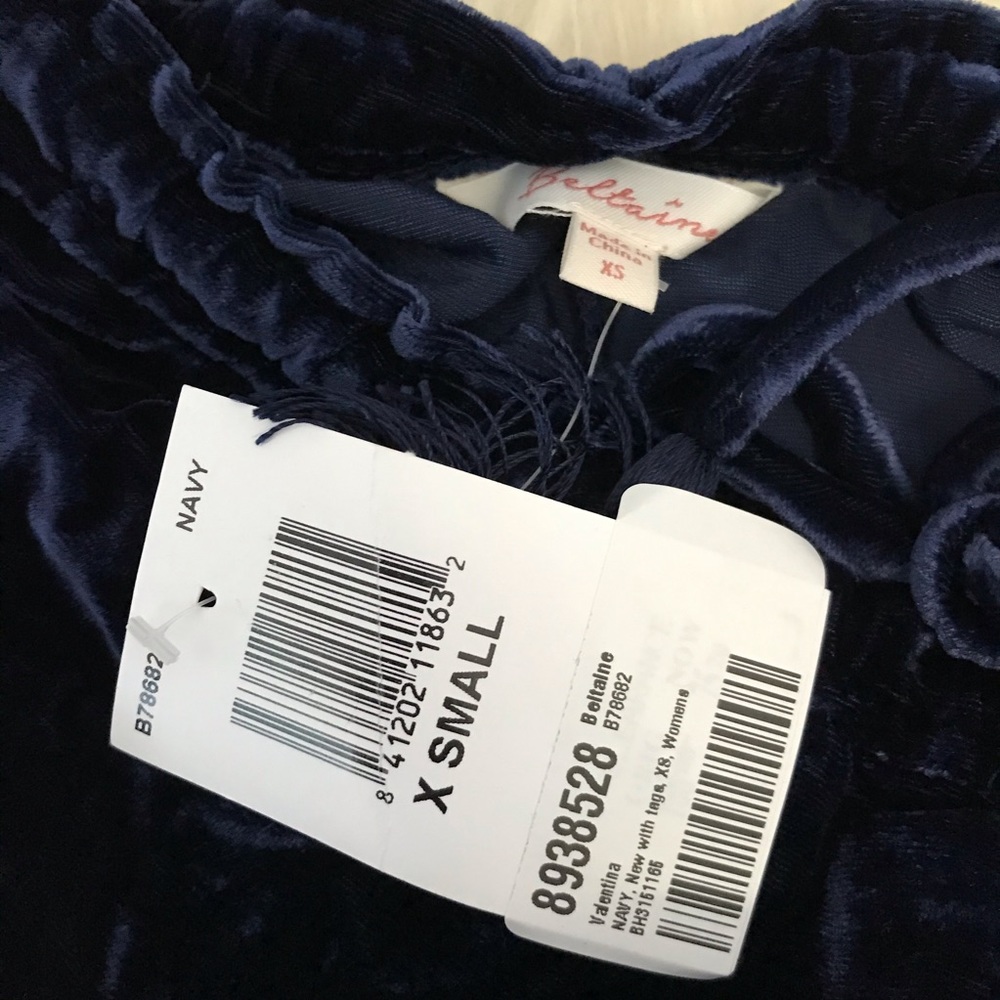 Beltaine
Made in
China
XS
NAVY
B78682
8 41202 11863 2
X SMALL
8938528
Beltaine
B78682
Valentina
NAVY, New with tags, XS, Womens
BH3151165